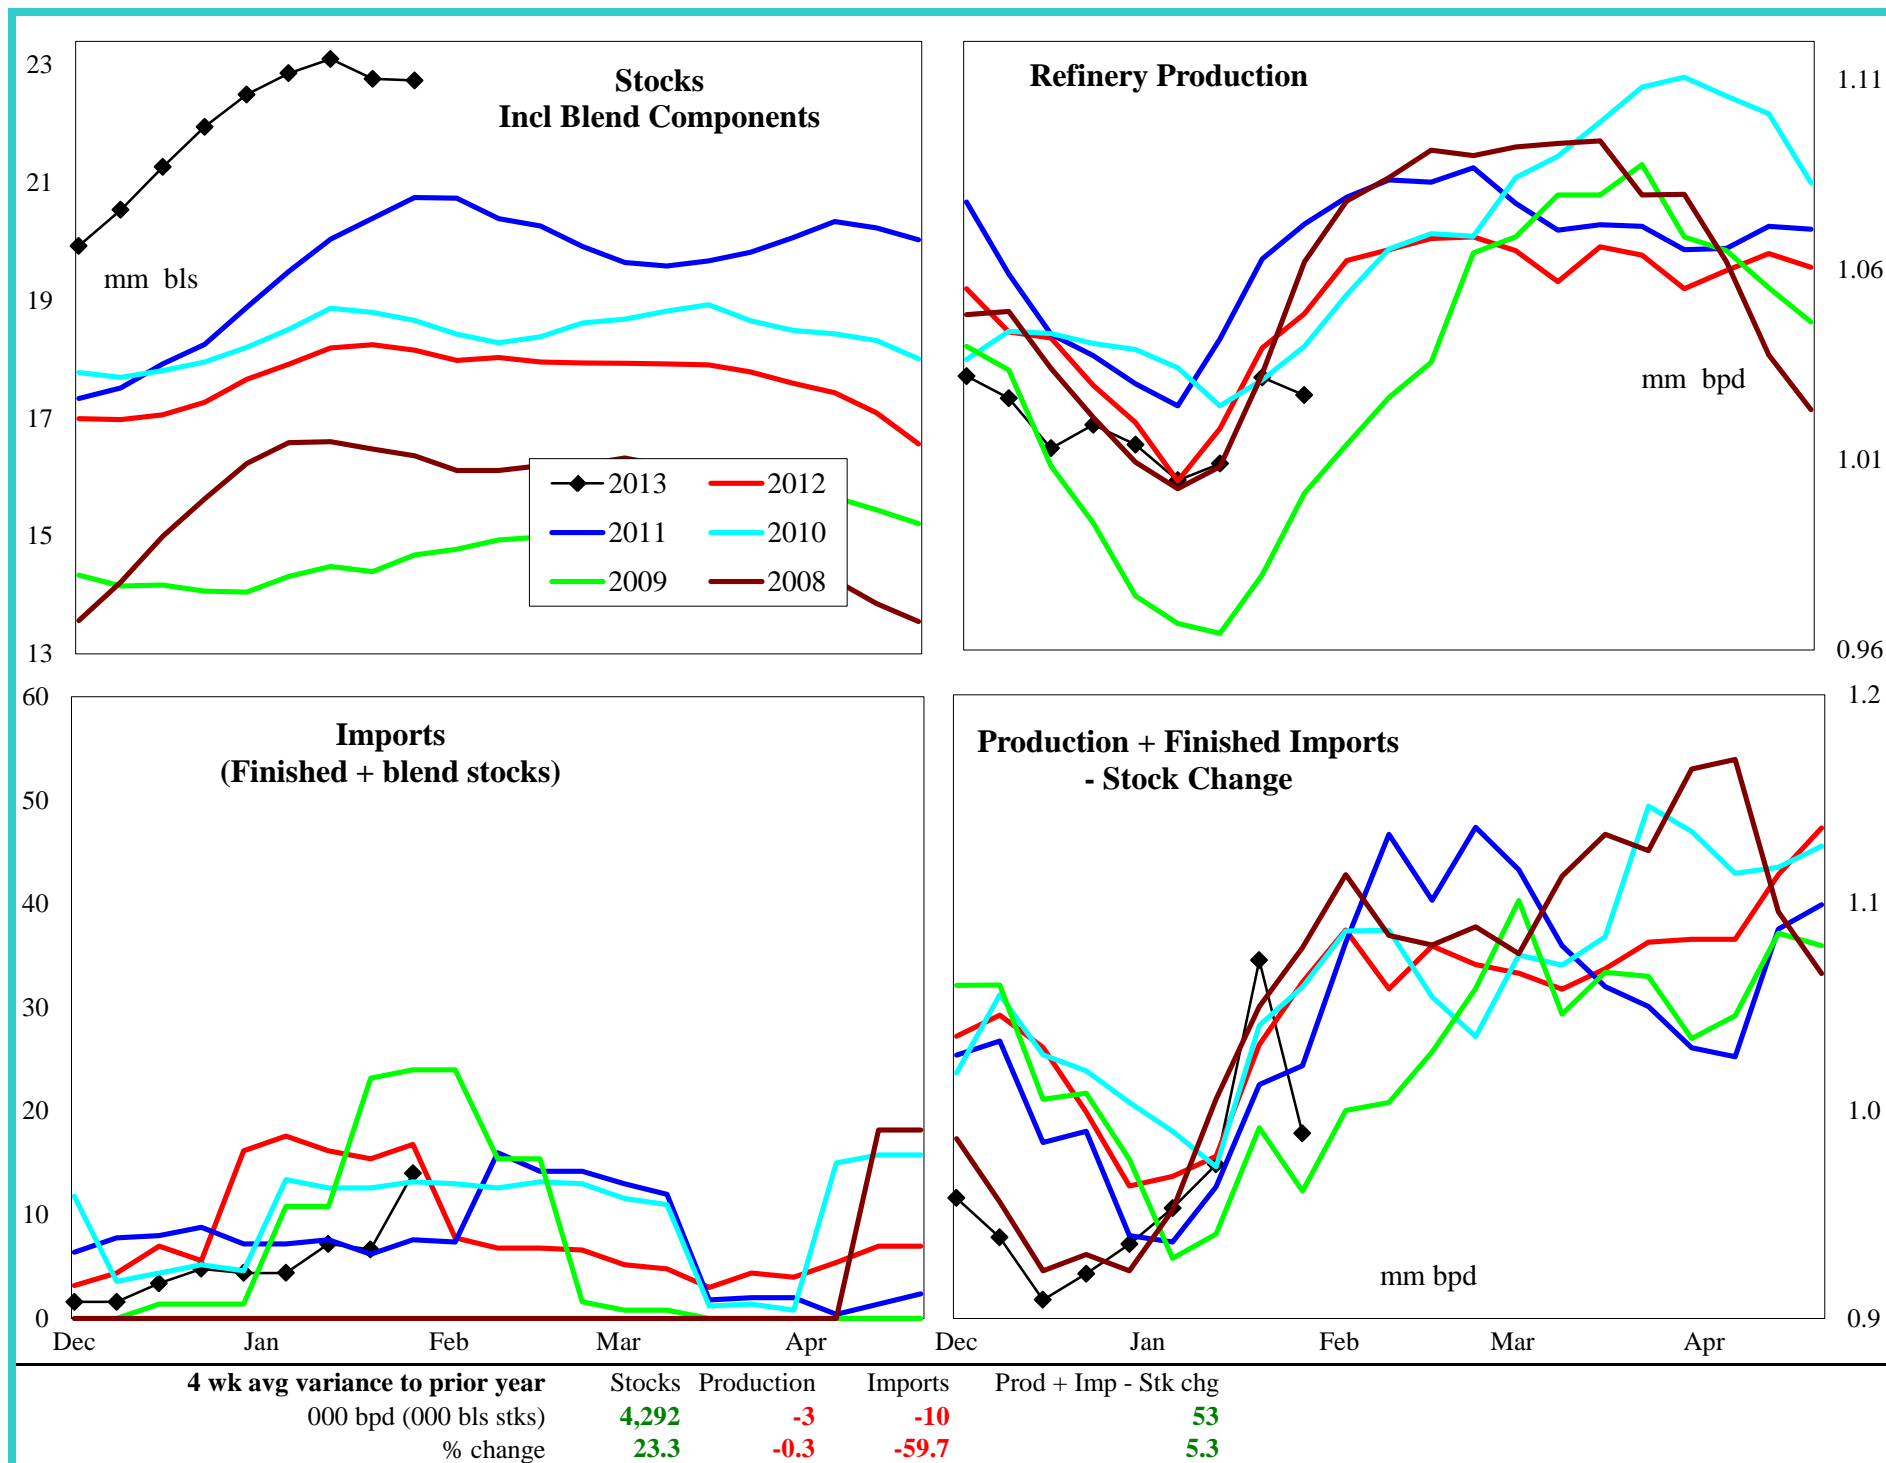 Stocks
Incl Blend Components
mm bls
23
21
19
17
15
13
2013 2012
2011 2010
2009 2008
Refinery Production
mm bpd
1.11
1.06
1.01
0.96
Imports
(Finished + blend stocks)
60
50
40
30
20
10
0
Dec Jan Feb Mar Apr
Production + Finished Imports
- Stock Change
mm bpd
1.2
1.1
1.0
0.9
Dec Jan Feb Mar Apr
4 wk avg variance to prior year Stocks Production Imports Prod + Imp - Stk chg
000 bpd (000 bls stks) 4,292 -3 -10 53
% change 23.3 -0.3 -59.7 5.3